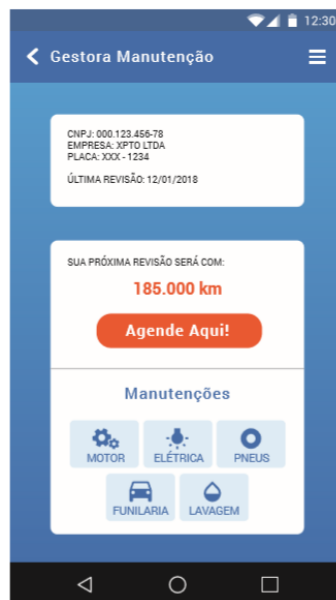 12:30
Gestora Manutenção
CNPJ: 000.123.456-78
EMPRESA: XPTO LTDA
PLACA: XXX - 1234
ÚLTIMA REVISÃO: 12/01/2018
SUA PRÓXIMA REVISÃO SERÁ COM:
185.000 km
Agende Aqui!
Manutenções
MOTOR ELÉTRICA PNEUS
FUNILARIA LAVAGEM